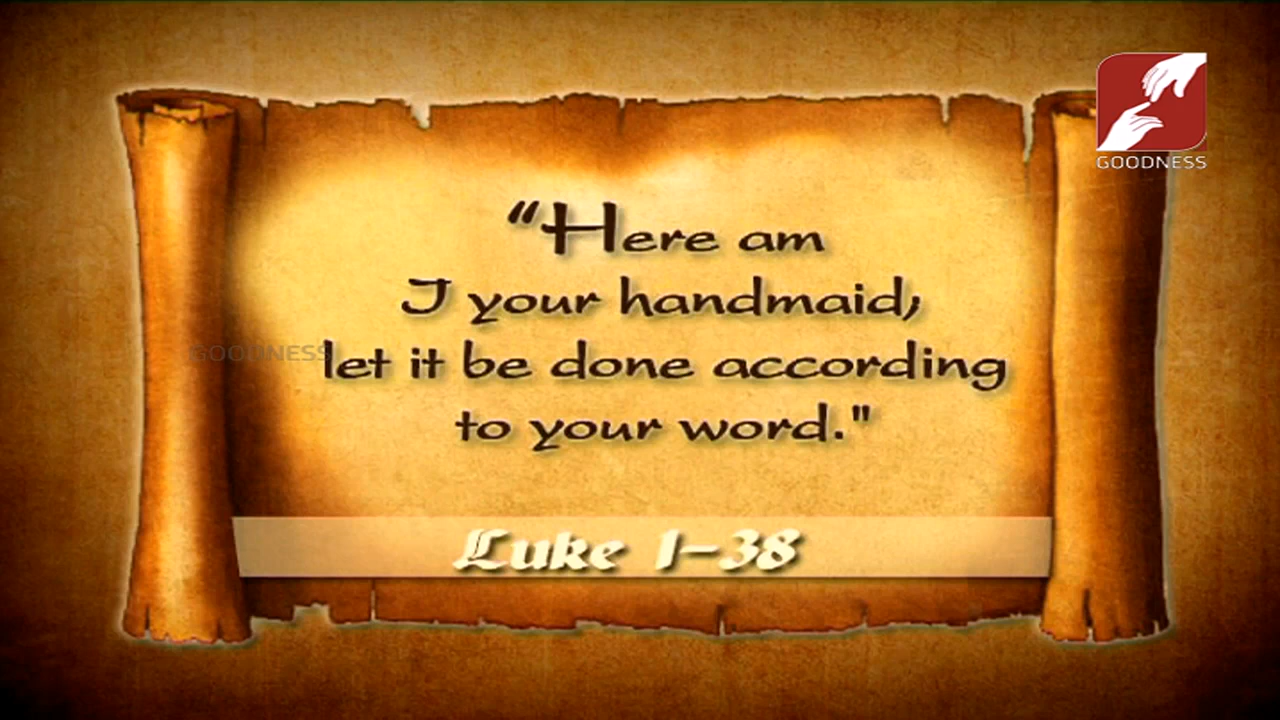 GOODNESS
“Here am
I your handmaid;
GOODNESS
let it be done according
to your word."
Luke 1-38